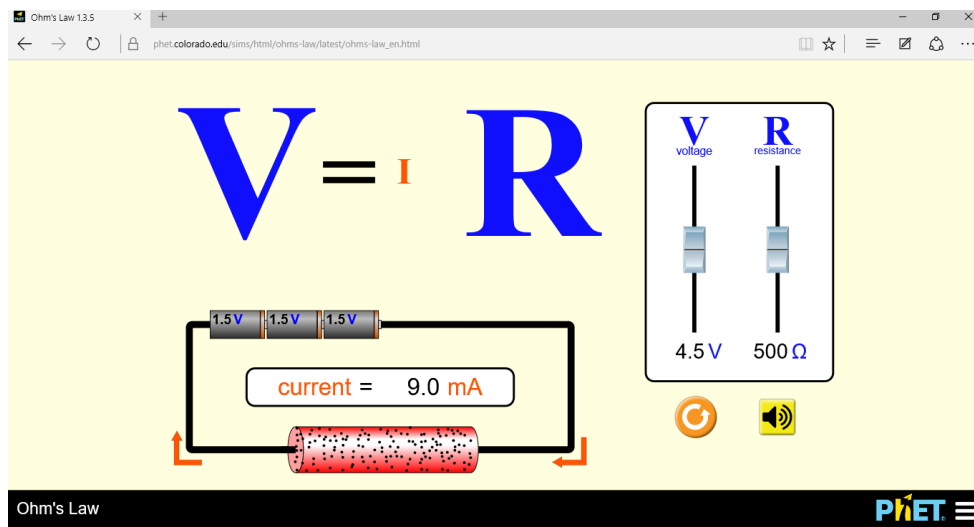 Ohm's Law 1.3.5
phet.colorado.edu/sims/html/ohms-law/latest/ohms-law_en.html
V = I R
V R
voltage resistance
4.5 V 500 Ω
1.5 V 1.5 V 1.5 V
current = 9.0 mA
Ohm's Law PhET